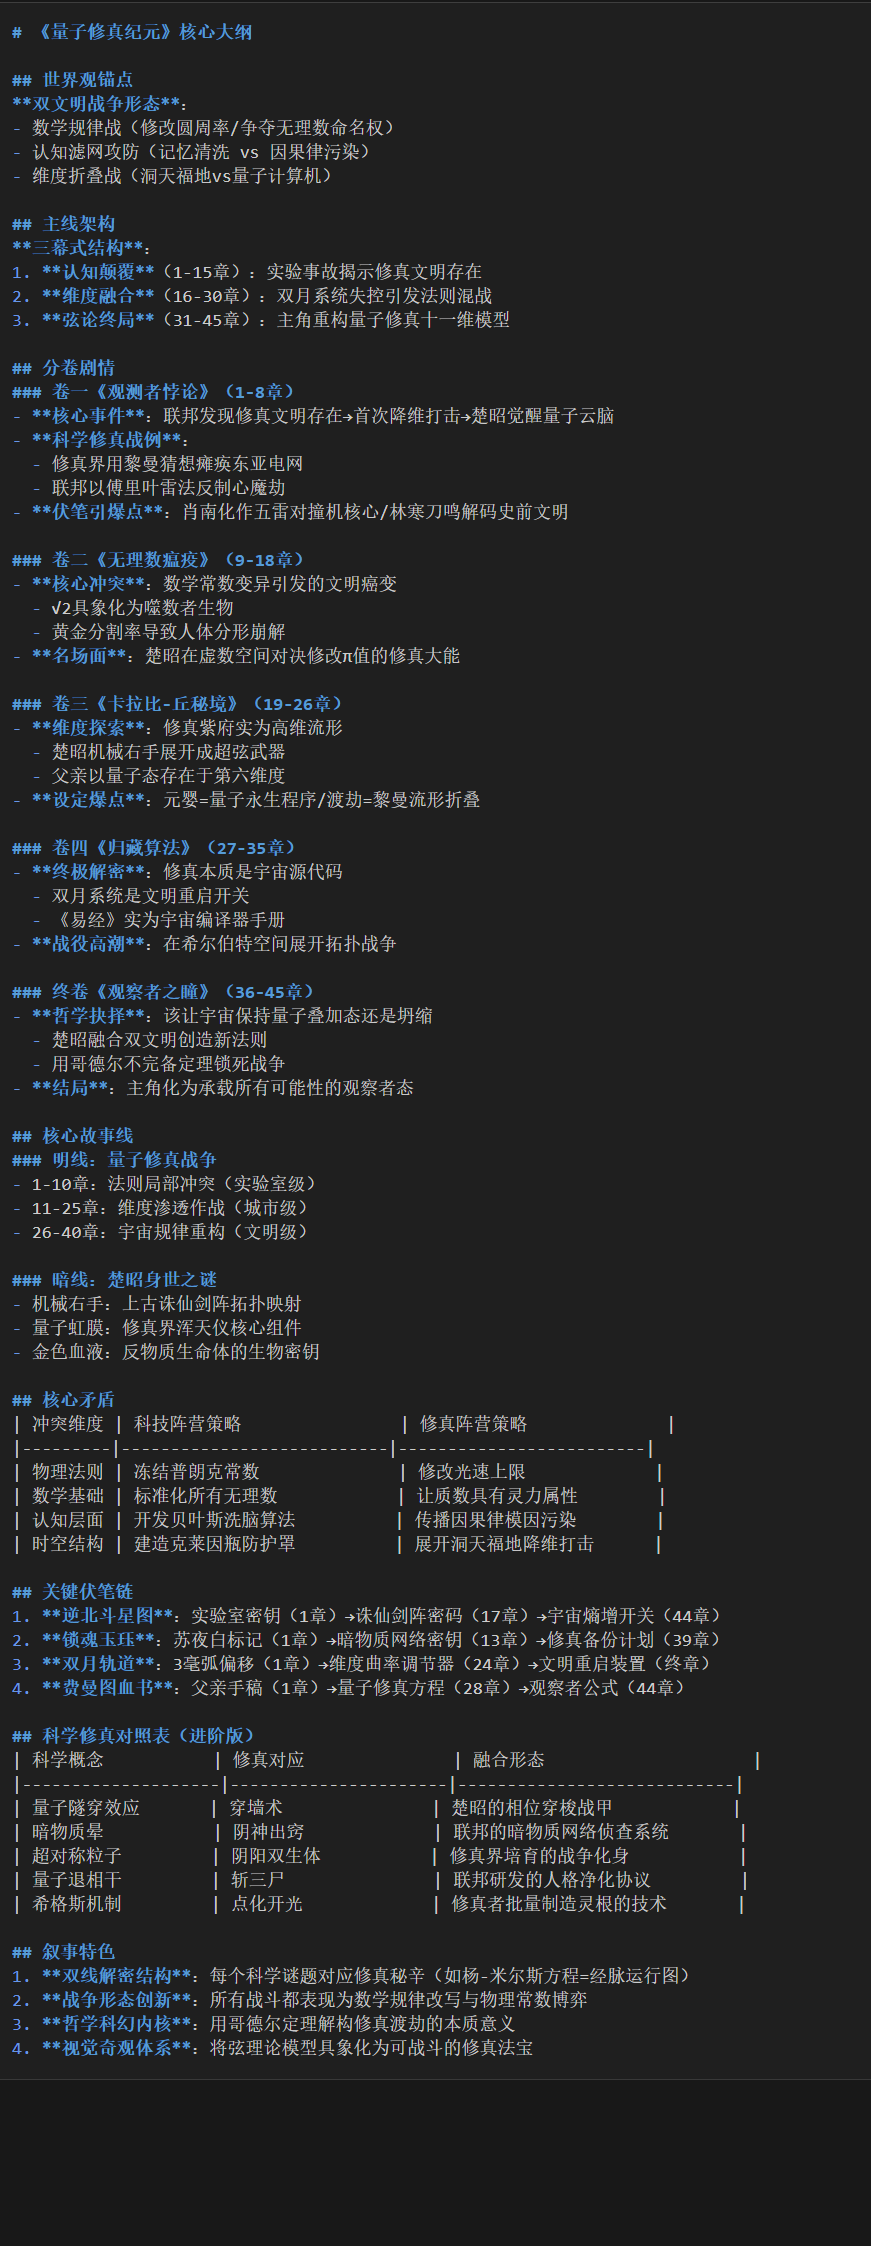 # 《量子修真纪元》核心大纲
## 世界观锚点
**双文明战争形态**：
- 数学规律战（修改圆周率/争夺无理数命名权）
- 认知滤网攻防（记忆清洗 vs 因果律污染）
- 维度折叠战（洞天福地vs量子计算机）
## 主线架构
**三幕式结构**：
1. **认知颠覆**（1-15章）：实验事故揭示修真文明存在
2. **维度融合**（16-30章）：双月系统失控引发法则混战
3. **弦论终局**（31-45章）：主角重构量子修真十一维模型
## 分卷剧情
### 卷一《观测者悖论》（1-8章）
- **核心事件**：联邦发现修真文明存在→首次降维打击→楚昭觉醒量子云脑
- **科学修真战例**：
- 修真界用黎曼猜想瘫痪东亚电网
- 联邦以傅里叶雷法反制心魔劫
- **伏笔引爆点**：肖南化作五雷对撞机核心/林寒刀鸣解码史前文明
### 卷二《无理数瘟疫》（9-18章）
- **核心冲突**：数学常数变异引发的文明癌变
- √2具象化为噬数者生物
- 黄金分割率导致人体分形崩解
- **名场面**：楚昭在虚数空间对决修改π值的修真大能
### 卷三《卡拉比-丘秘境》（19-26章）
- **维度探索**：修真紫府实为高维流形
- 楚昭机械右手展开成超弦武器
- 父亲以量子态存在于第六维度
- **设定爆点**：元婴=量子永生程序/渡劫=黎曼流形折叠
### 卷四《归藏算法》（27-35章）
- **终极解密**：修真本质是宇宙源代码
- 双月系统是文明重启开关
- 《易经》实为宇宙编译器手册
- **战役高潮**：在希尔伯特空间展开拓扑战争
### 终卷《观察者之瞳》（36-45章）
- **哲学抉择**：该让宇宙保持量子叠加态还是坍缩
- 楚昭融合双文明创造新法则
- 用哥德尔不完备定理锁死战争
- **结局**：主角化为承载所有可能性的观察者态
## 核心故事线
### 明线：量子修真战争
- 1-10章：法则局部冲突（实验室级）
- 11-25章：维度渗透作战（城市级）
- 26-40章：宇宙规律重构（文明级）
### 暗线：楚昭身世之谜
- 机械右手：上古诛仙剑阵拓扑映射
- 量子虹膜：修真界浑天仪核心组件
- 金色血液：反物质生命体的生物密钥
## 核心矛盾
| 冲突维度 | 科技阵营策略 | 修真阵营策略 |
|---------|---------------------------|-------------------------|
| 物理法则 | 冻结普朗克常数 | 修改光速上限 |
| 数学基础 | 标准化所有无理数 | 让质数具有灵力属性 |
| 认知层面 | 开发贝叶斯洗脑算法 | 传播因果律模因污染 |
| 时空结构 | 建造克莱因瓶防护罩 | 展开洞天福地降维打击 |
## 关键伏笔链
1. **逆北斗星图**：实验室密钥（1章）→诛仙剑阵密码（17章）→宇宙熵增开关（44章）
2. **锁魂玉珏**：苏夜白标记（1章）→暗物质网络密钥（13章）→修真备份计划（39章）
3. **双月轨道**：3毫弧偏移（1章）→维度曲率调节器（24章）→文明重启装置（终章）
4. **费曼图血书**：父亲手稿（1章）→量子修真方程（28章）→观察者公式（44章）
## 科学修真对照表（进阶版）
| 科学概念 | 修真对应 | 融合形态 |
|--------------------|----------------------|----------------------------|
| 量子隧穿效应 | 穿墙术 | 楚昭的相位穿梭战甲 |
| 暗物质晕 | 阴神出窍 | 联邦的暗物质网络侦查系统 |
| 超对称粒子 | 阴阳双生体 | 修真界培育的战争化身 |
| 量子退相干 | 斩三尸 | 联邦研发的人格净化协议 |
| 希格斯机制 | 点化开光 | 修真者批量制造灵根的技术 |
## 叙事特色
1. **双线解密结构**：每个科学谜题对应修真秘辛（如杨-米尔斯方程=经脉运行图）
2. **战争形态创新**：所有战斗都表现为数学规律改写与物理常数博弈
3. **哲学科幻内核**：用哥德尔定理解构修真渡劫的本质意义
4. **视觉奇观体系**：将弦理论模型具象化为可战斗的修真法宝